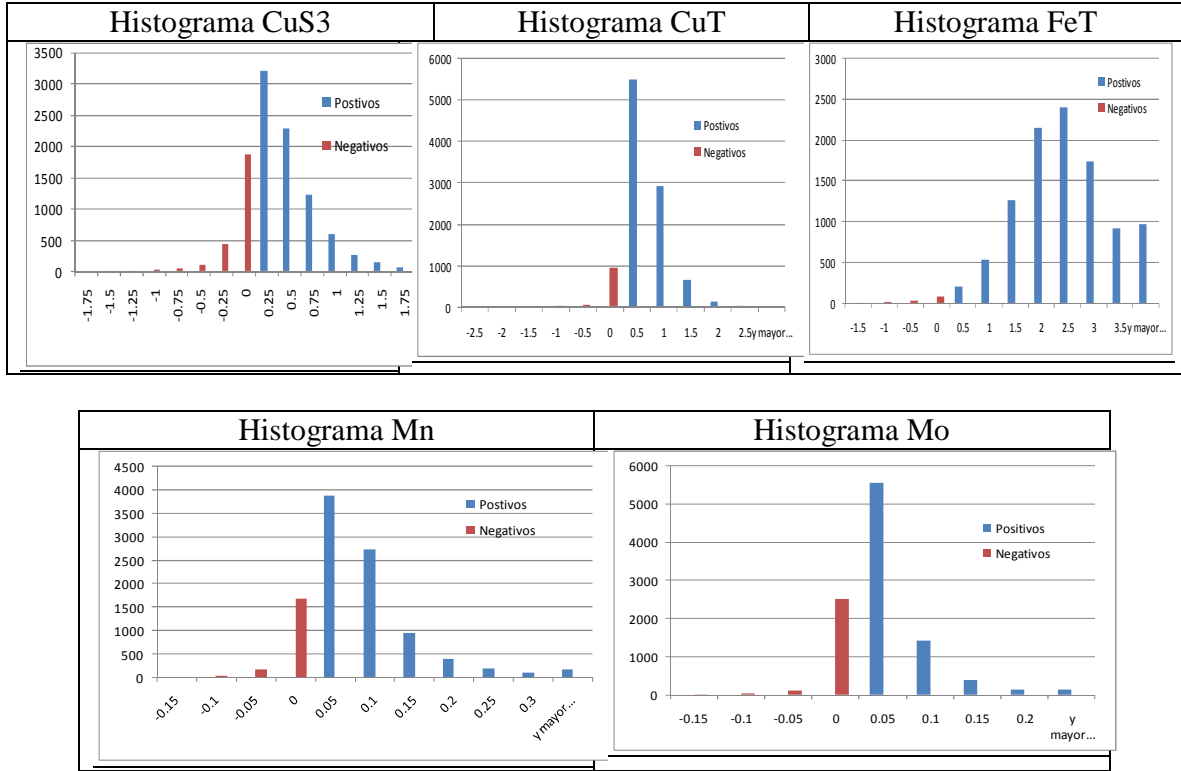 Histograma CuS3
3500
3000
2500
2000
1500
1000
500
0
Postivos
Negativos
-1.75
-1.5
-1.25
-1
-0.75
-0.5
-0.25
0
0.25
0.5
0.75
1
1.25
1.5
1.75
Histograma CuT
6000
5000
4000
3000
2000
1000
0
Postivos
Negativos
-2.5 -2 -1.5 -1 -0.5 0 0.5 1 1.5 2 2.5 y mayor...
Histograma FeT
3000
2500
2000
1500
1000
500
0
Postivos
Negativos
-1.5 -1 -0.5 0 0.5 1 1.5 2 2.5 3 3.5 y mayor...
Histograma Mn
4500
4000
3500
3000
2500
2000
1500
1000
500
0
Postivos
Negativos
-0.15 -0.1 -0.05 0 0.05 0.1 0.15 0.2 0.25 0.3 y mayor...
Histograma Mo
6000
5000
4000
3000
2000
1000
0
Positivos
Negativos
-0.15 -0.1 -0.05 0 0.05 0.1 0.15 0.2 y
mayor...